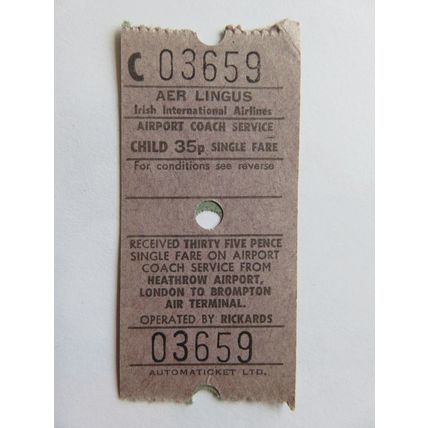 C 03659
AER LINGUS
Irish International Airlines
AIRPORT COACH SERVICE
CHILD 35p SINGLE FARE
For conditions see reverse
RECEIVED THIRTY FIVE PENCE
SINGLE FARE ON AIRPORT
COACH SERVICE FROM
HEATHROW AIRPORT,
LONDON TO BROMPTON
AIR TERMINAL.
OPERATED BY RICKARDS
03659
AUTOMATICKET LTD.